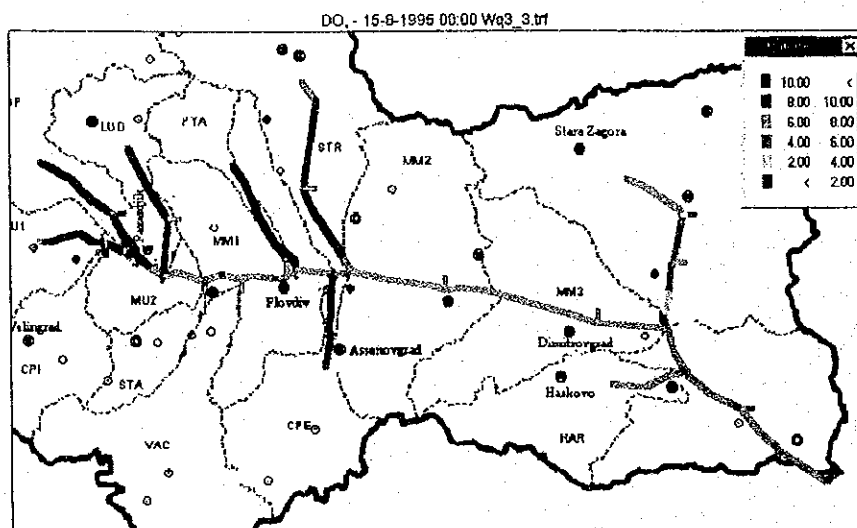 DO, - 15-8-1995 00:00 Wq3_3.trf
10.00 <
8.00 10.00
6.00 8.00
4.00 6.00
2.00 4.00
< 2.00
LUD
PTA
STR
MM2
Stara Zagora
MM1
MU2
Plovdiv
MM3
CPI
STA
Assenovgrad
Dimitrovgrad
Haskovo
VAC
CPE
HAR